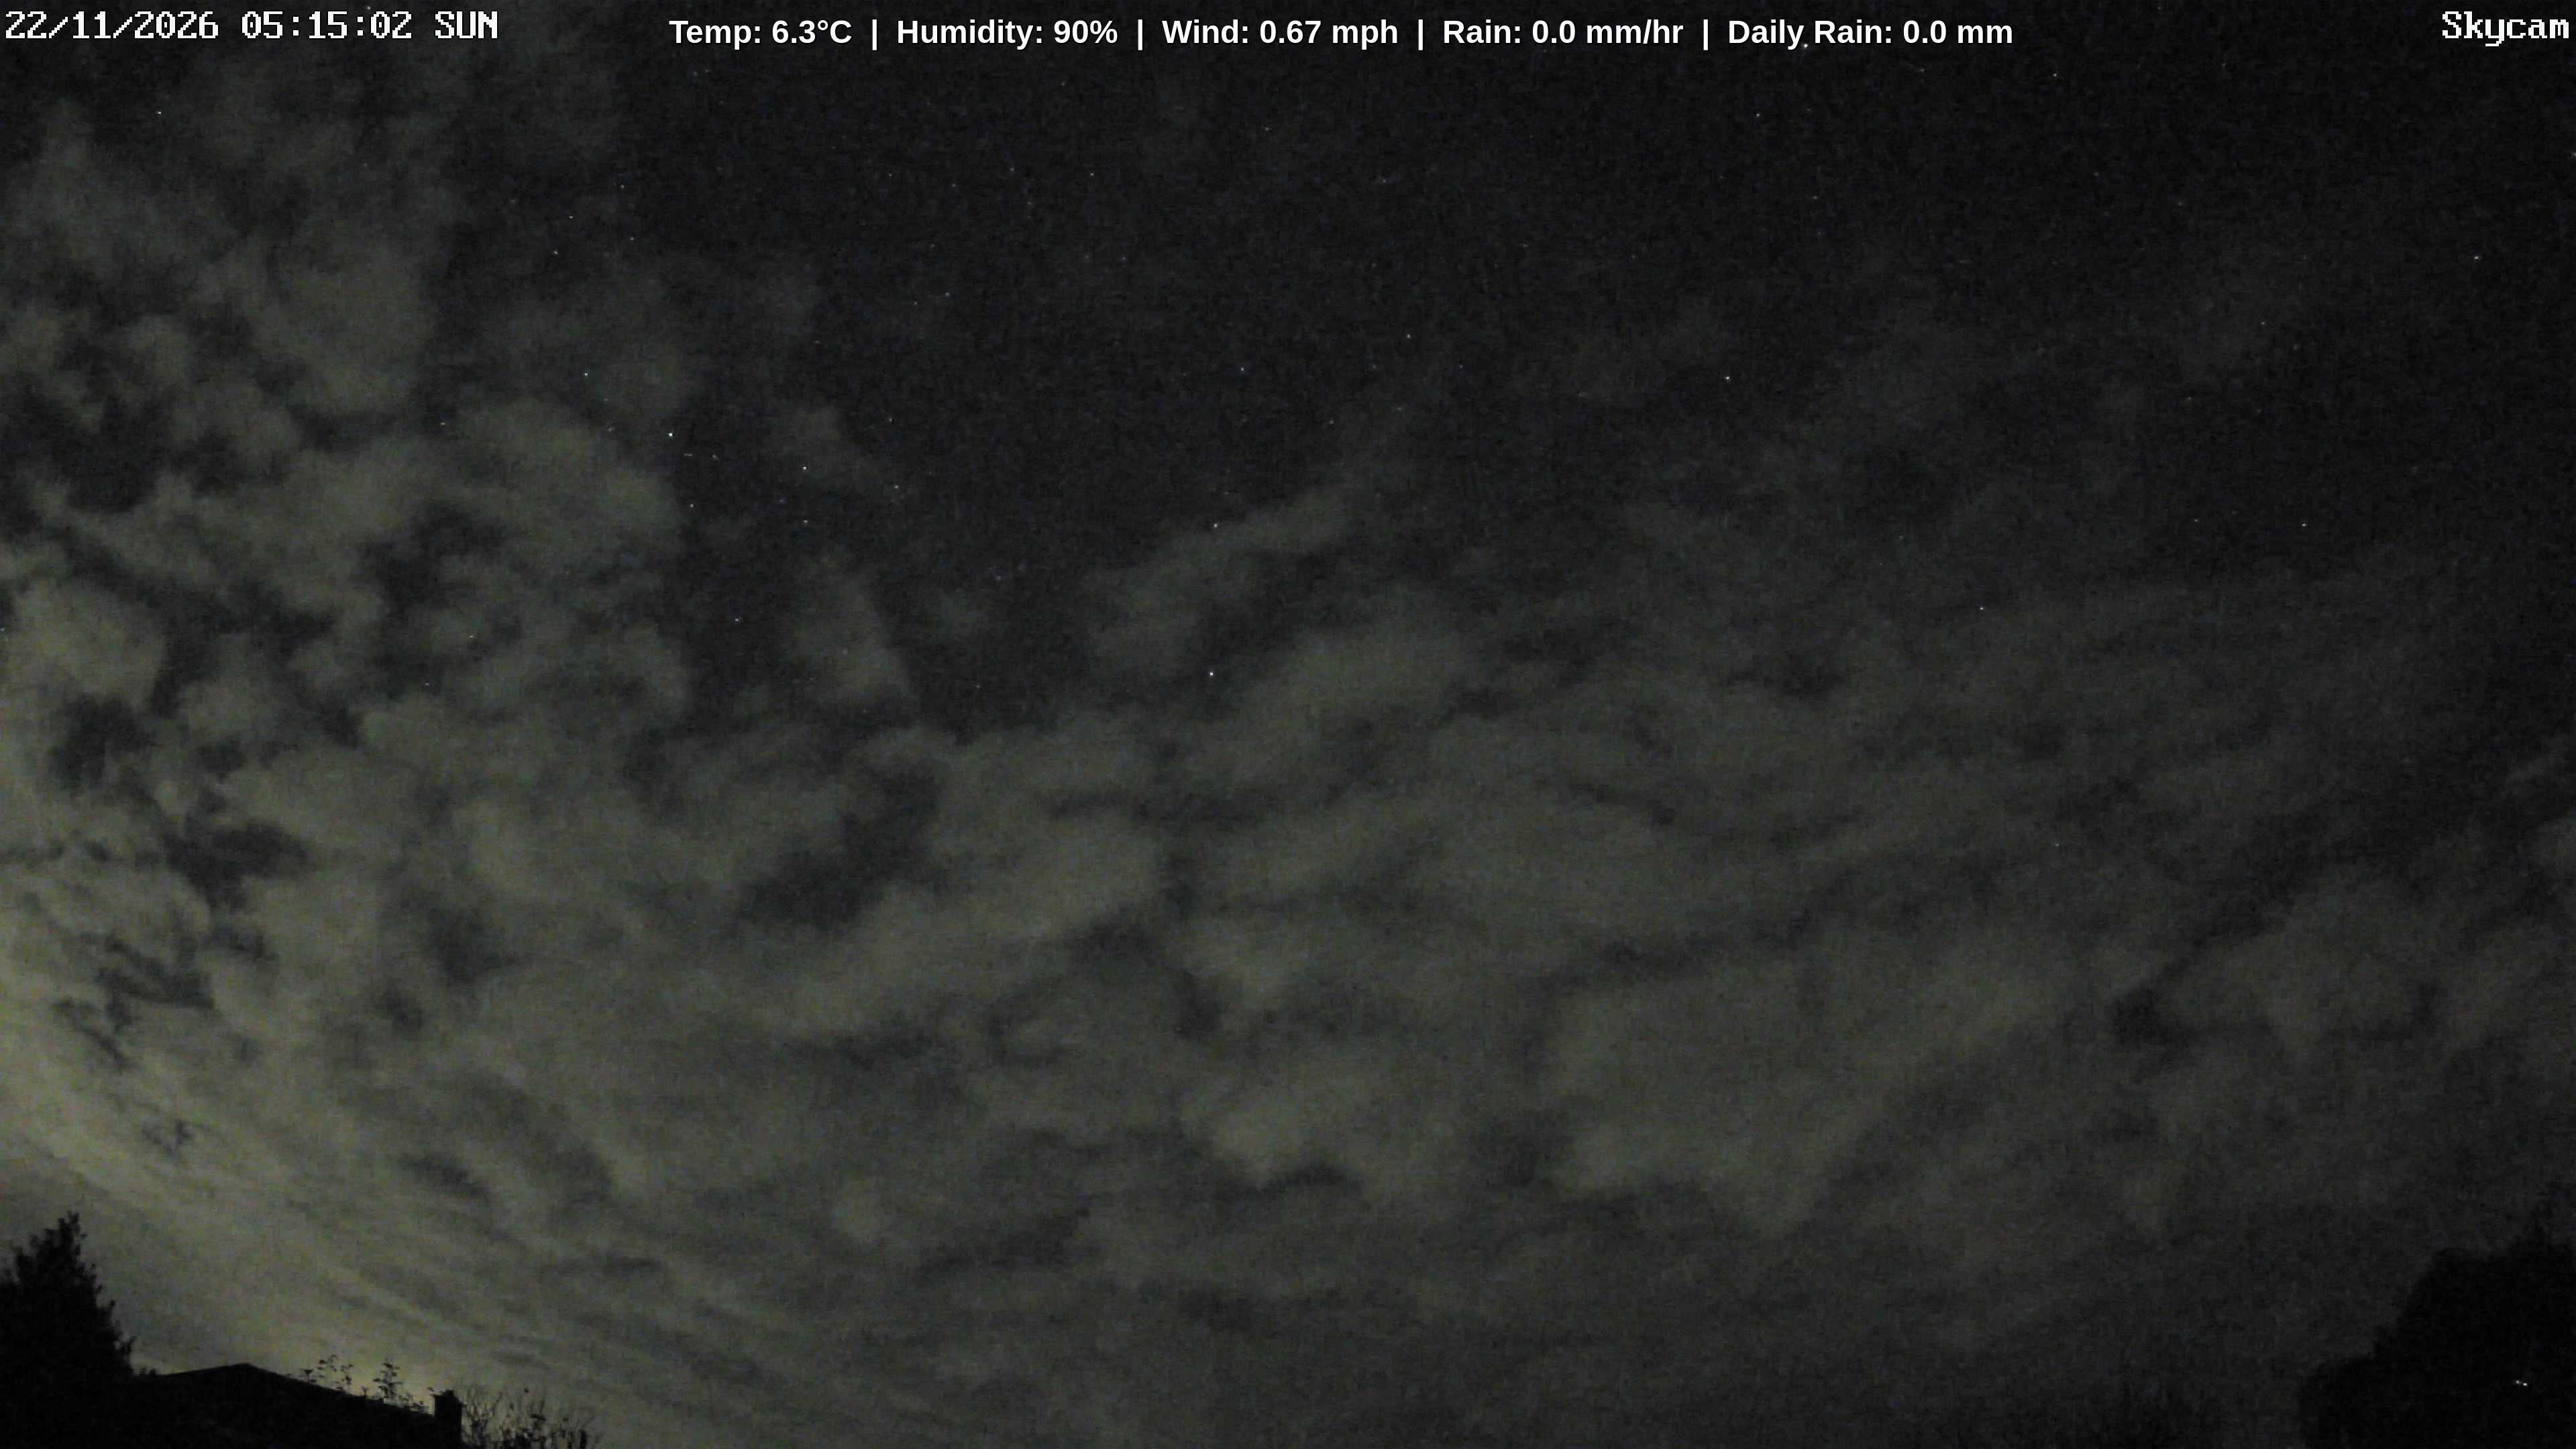 22/11/2026 05:15:02 SUN
Temp: 6.3°C | Humidity: 90% | Wind: 0.67 mph | Rain: 0.0 mm/hr | Daily Rain: 0.0 mm
Skycam